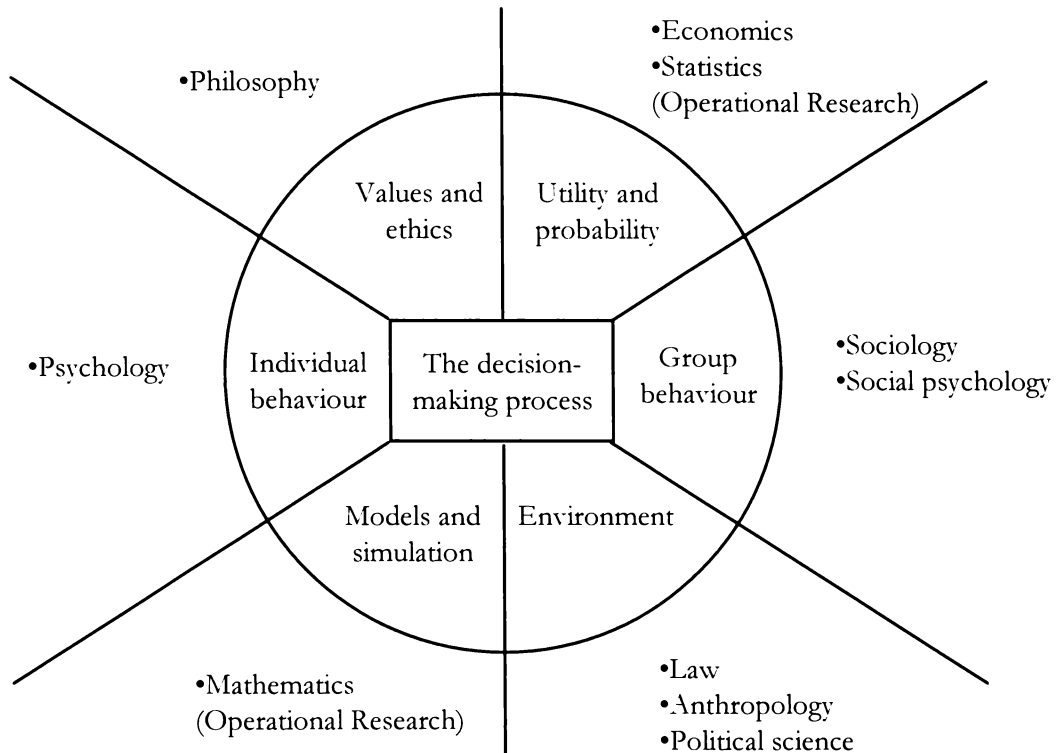 •Economics
•Statistics
(Operational Research)
•Philosophy
Values and
ethics
Utility and
probability
•Psychology
Individual
behaviour
The decision-
making process
Group
behaviour
•Sociology
•Social psychology
Models and
simulation
Environment
•Mathematics
(Operational Research)
•Law
•Anthropology
•Political science